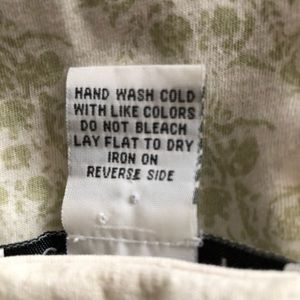 HAND WASH COLD
WITH LIKE COLORS
DO NOT BLEACH
LAY FLAT TO DRY
IRON ON
REVERSE SIDE